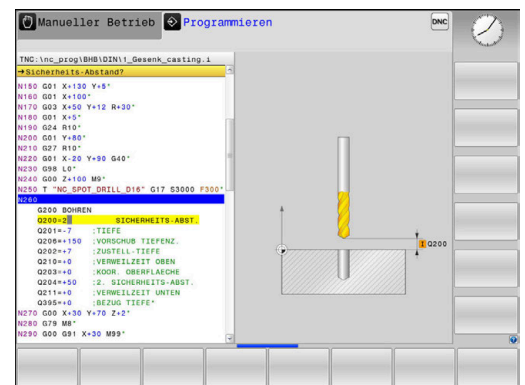 Manueller Betrieb
Programmieren
DNC
TNC:\nc_prog\BHB\DIN\1_Gesenk_casting.i
→Sicherheits-Abstand?
N150 G01 X+130 Y+5*
N160 G01 X+100*
N170 G03 X+50 Y+12 R+30*
N180 G01 X+5*
N190 G24 R10*
N200 G01 Y+80*
N210 G27 R10*
N220 G01 X-20 Y+90 G40*
N230 G98 L0*
N240 G00 Z+100 M9*
N250 T "NC_SPOT_DRILL_D16" G17 S3000 F300*
N260
G200 BOHREN
Q200=2 SICHERHEITS-ABST.
Q201=-7 ;TIEFE
Q206=+150 ;VORSCHUB TIEFENZ.
Q202=+7 ;ZUSTELL-TIEFE
Q210=+0 ;VERWEILZEIT OBEN
Q203=+0 ;KOOR. OBERFLAECHE
Q204=+50 ;2. SICHERHEITS-ABST.
Q211=+0 ;VERWEILZEIT UNTEN
Q395=+0 ;BEZUG TIEFE*
N270 G00 X+30 Y+70 Z+2*
N280 G79 M8*
N290 G00 G91 X+30 M99*
I Q200